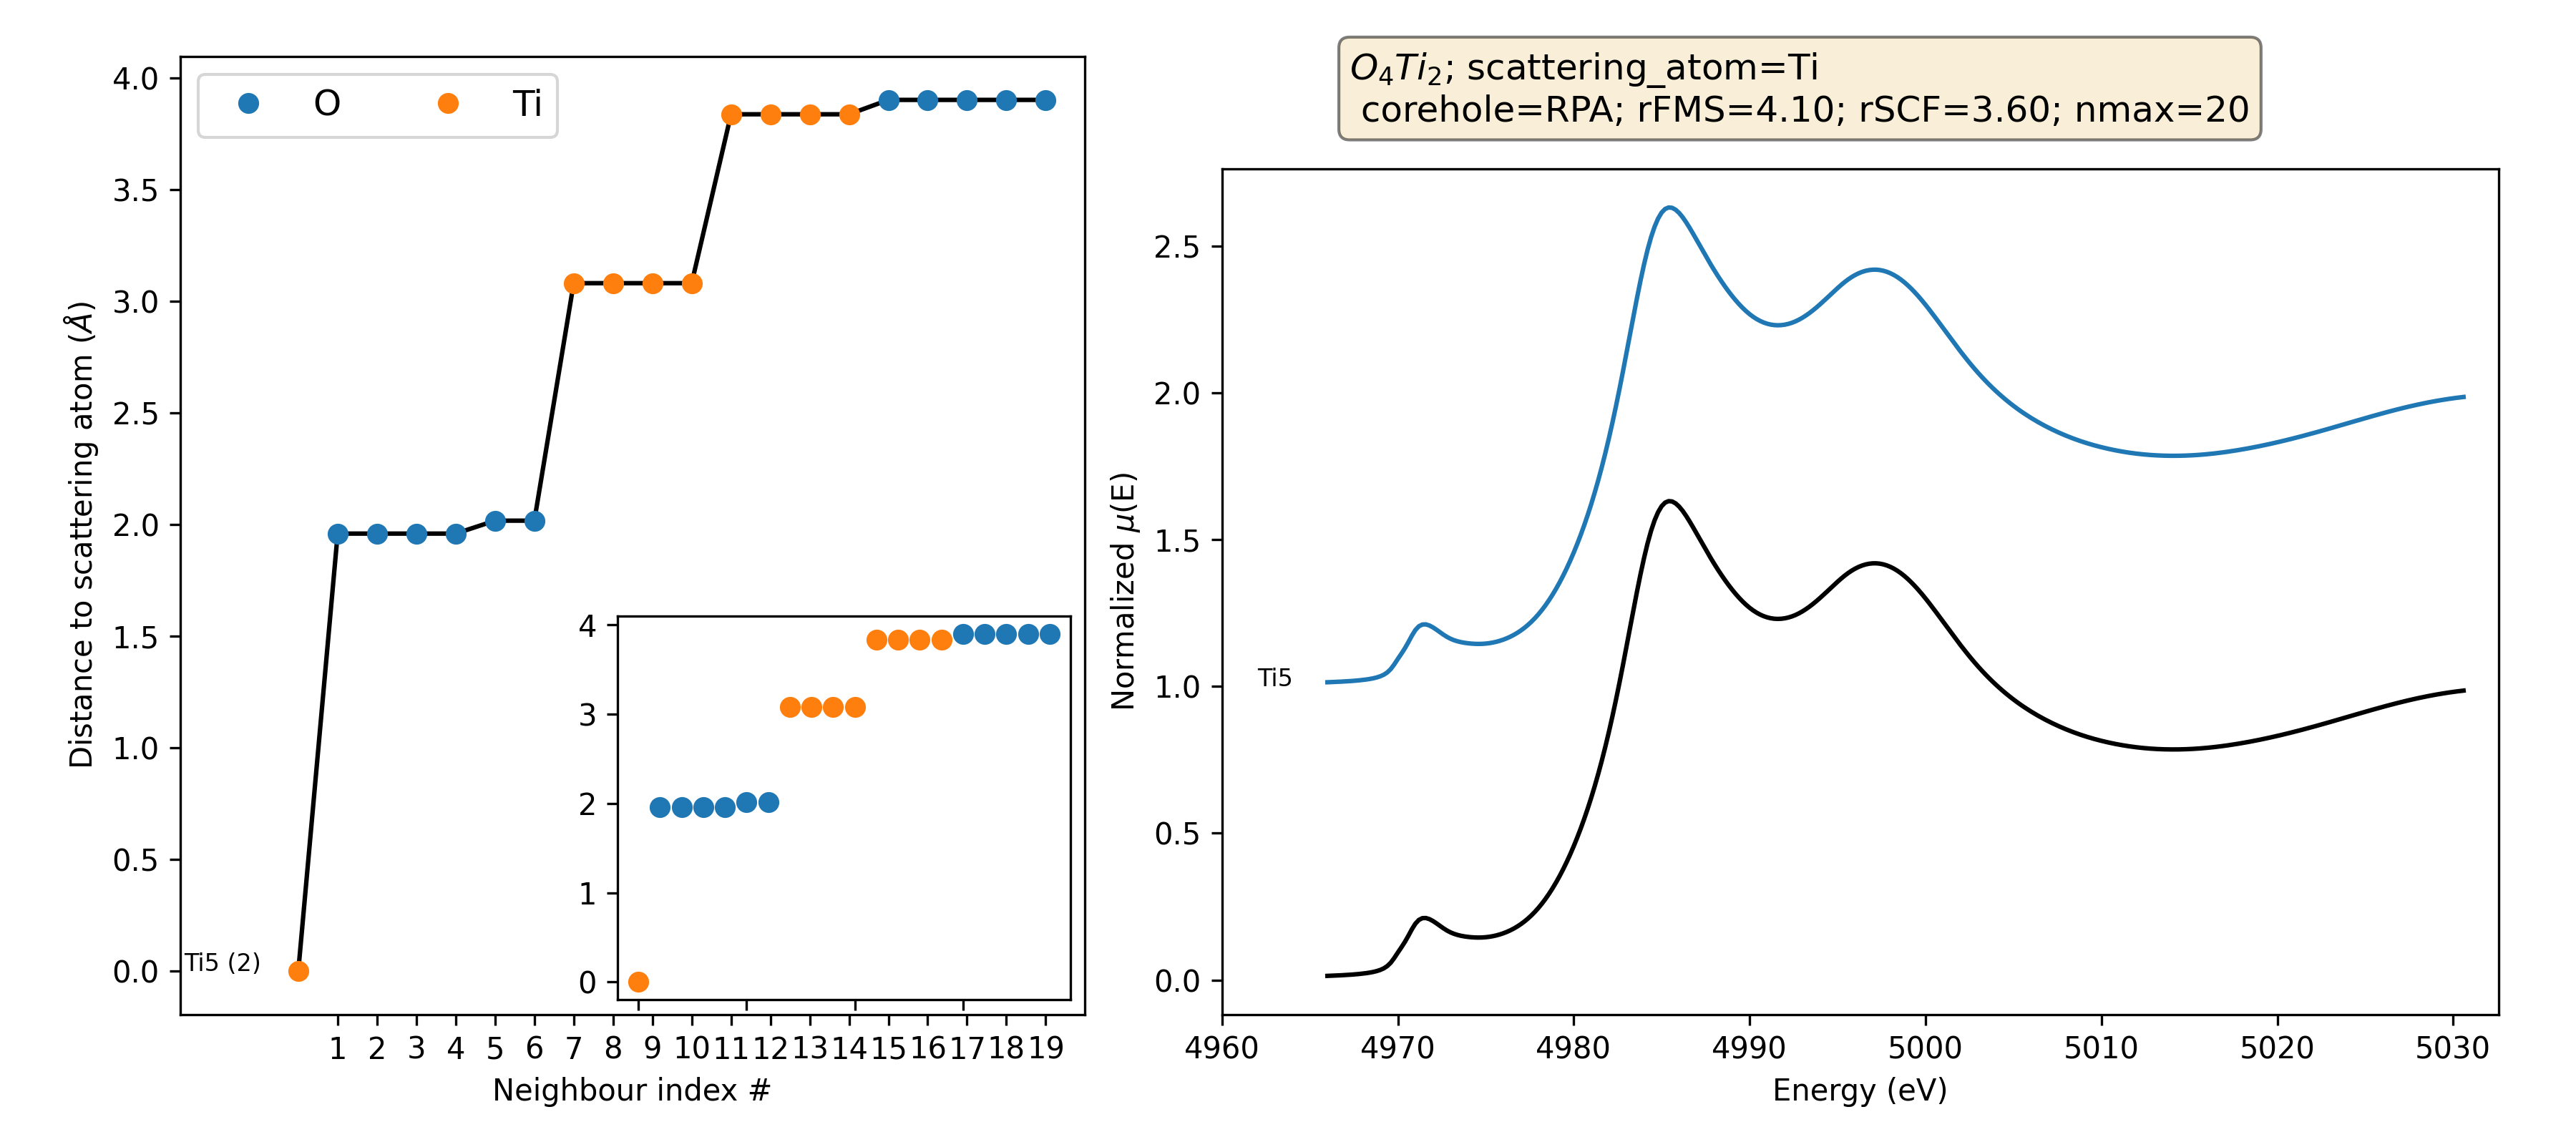 O₄Ti₂; scattering_atom=Ti
corehole=RPA; rFMS=4.10; rSCF=3.60; nmax=20
O Ti
4.0
3.5
3.0
2.5
2.0
1.5
1.0
0.5
0.0
Distance to scattering atom (Å)
Ti5 (2)
4
3
2
1
0
1 2 3 4 5 6 7 8 9 10 11 12 13 14 15 16 17 18 19
Neighbour index #
2.5
2.0
1.5
1.0
0.5
0.0
Normalized μ(E)
Ti5
4960 4970 4980 4990 5000 5010 5020 5030
Energy (eV)